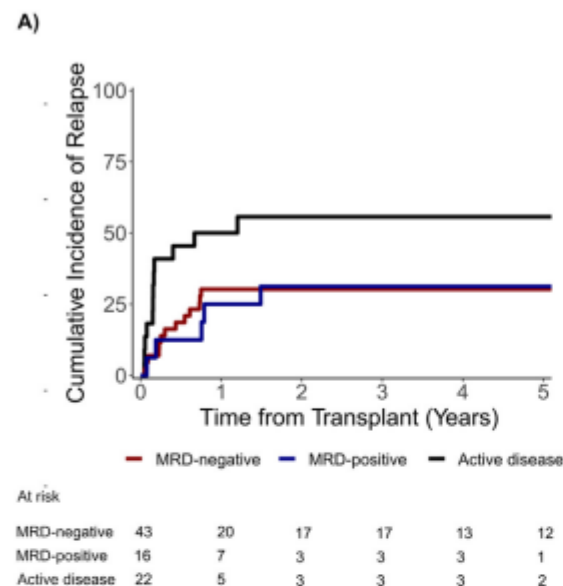 A)
Cumulative Incidence of Relapse
100
75
50
25
0
0 1 2 3 4 5
Time from Transplant (Years)
MRD-negative MRD-positive Active disease
At risk
MRD-negative 43 20 17 17 13 12
MRD-positive 16 7 3 3 3 1
Active disease 22 5 3 3 3 2